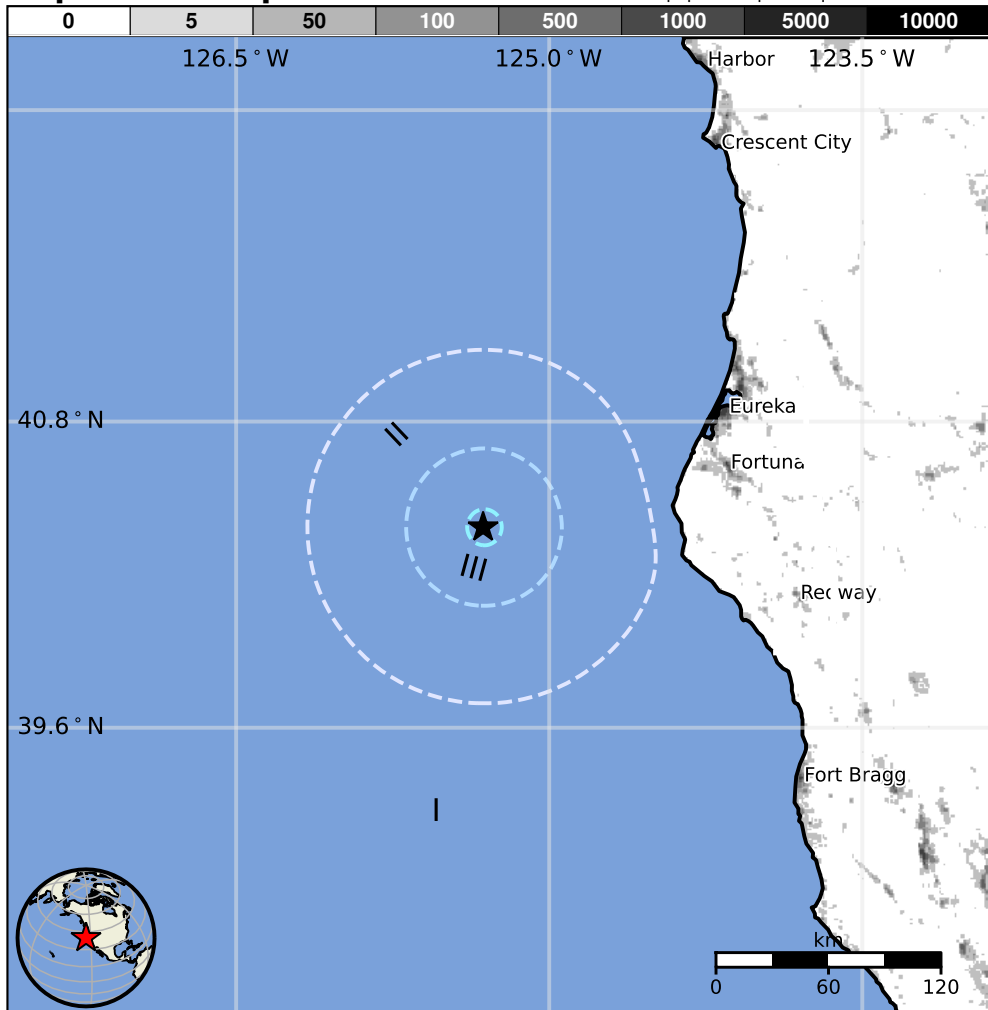 0 5 50 100 500 1000 5000 10000
126.5°W 125.0°W 123.5°W
Harbor
Crescent City
40.8°N
Eureka
Fortuna
II
III
Redway
39.6°N
Fort Bragg
I
km
0 60 120